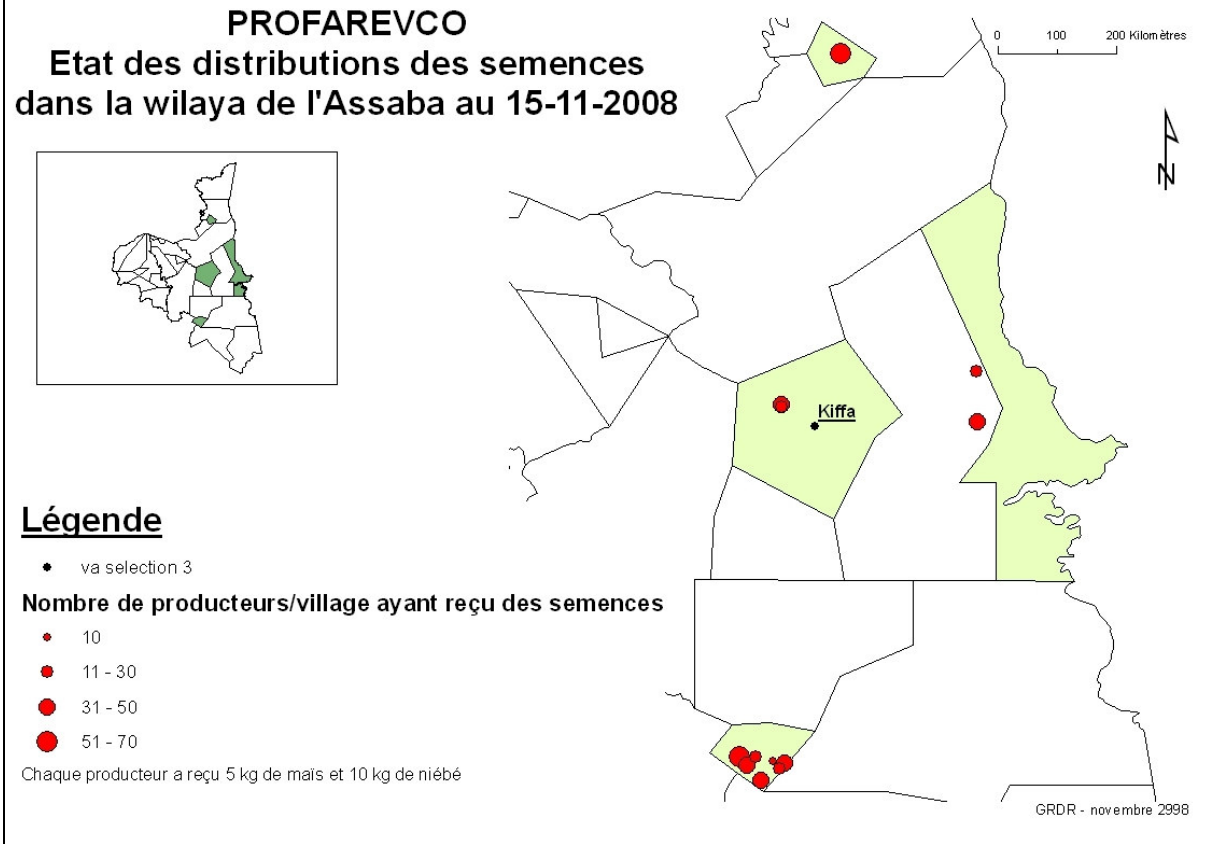 PROFAREVCO
Etat des distributions des semences
dans la wilaya de l'Assaba au 15-11-2008
0 100 200 Kilomètres
N
Kiffa
Légende
va selection 3
Nombre de producteurs/village ayant reçu des semences
10
11 - 30
31 - 50
51 - 70
Chaque producteur a reçu 5 kg de maïs et 10 kg de niébé
GRDR - novembre 2998